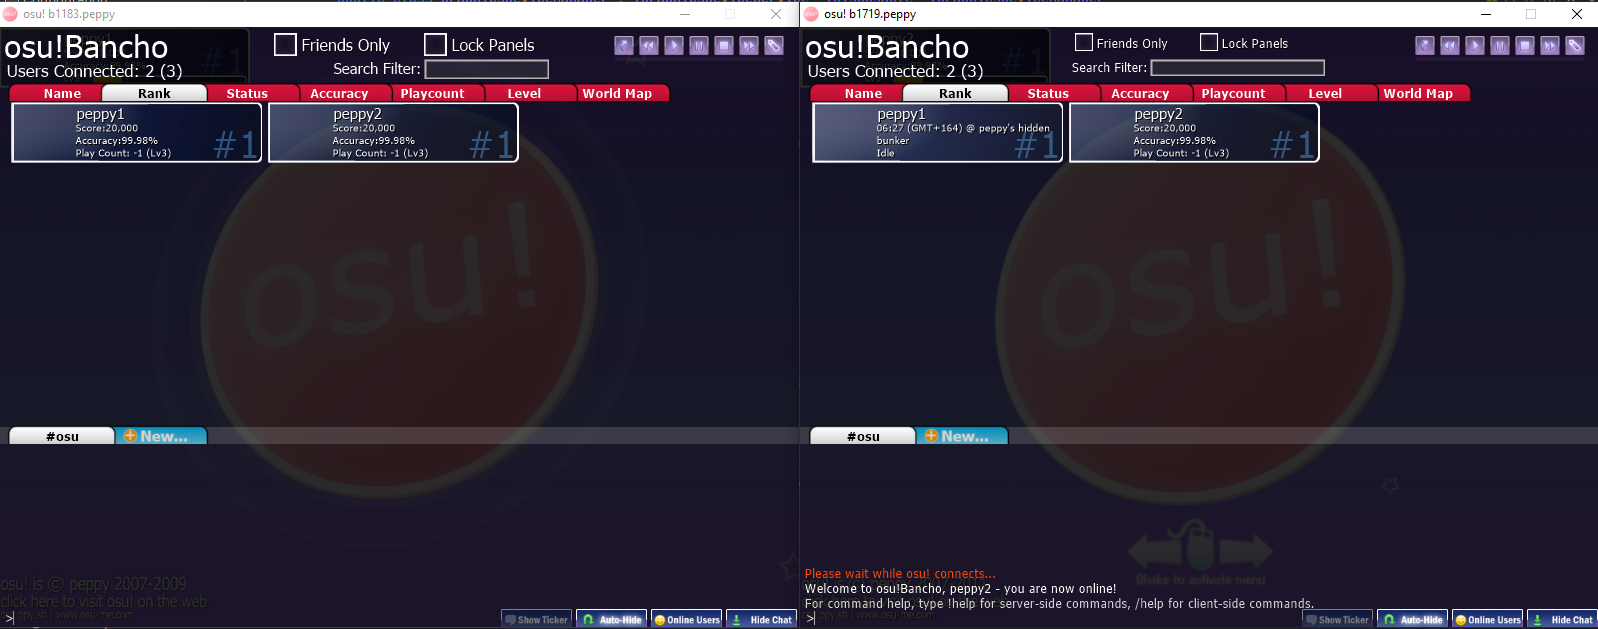 osu! b1183.peppy
osu!Bancho
Users Connected: 2 (3)
Friends Only
Lock Panels
Search Filter:
Name
Rank
Status
Accuracy
Playcount
Level
World Map
peppy1
Score:20,000
Accuracy:99.98%
Play Count: -1 (Lv3)
#1
peppy2
Score:20,000
Accuracy:99.98%
Play Count: -1 (Lv3)
#1
osu!
#osu
New...
osu! is © peppy 2007-2009
click here to visit osu! on the web
>|
Show Ticker
Auto-Hide
Online Users
Hide Chat
osu! b1719.peppy
osu!Bancho
Users Connected: 2 (3)
Friends Only
Lock Panels
Search Filter:
Name
Rank
Status
Accuracy
Playcount
Level
World Map
peppy1
06:27 (GMT+164) @ peppy's hidden
bunker
Idle
#1
peppy2
Score:20,000
Accuracy:99.98%
Play Count: -1 (Lv3)
#1
osu!
#osu
New...
Shake to activate menu
Please wait while osu! connects...
Welcome to osu!Bancho, peppy2 - you are now online!
For command help, type !help for server-side commands, /help for client-side commands.
>|
Show Ticker
Auto-Hide
Online Users
Hide Chat